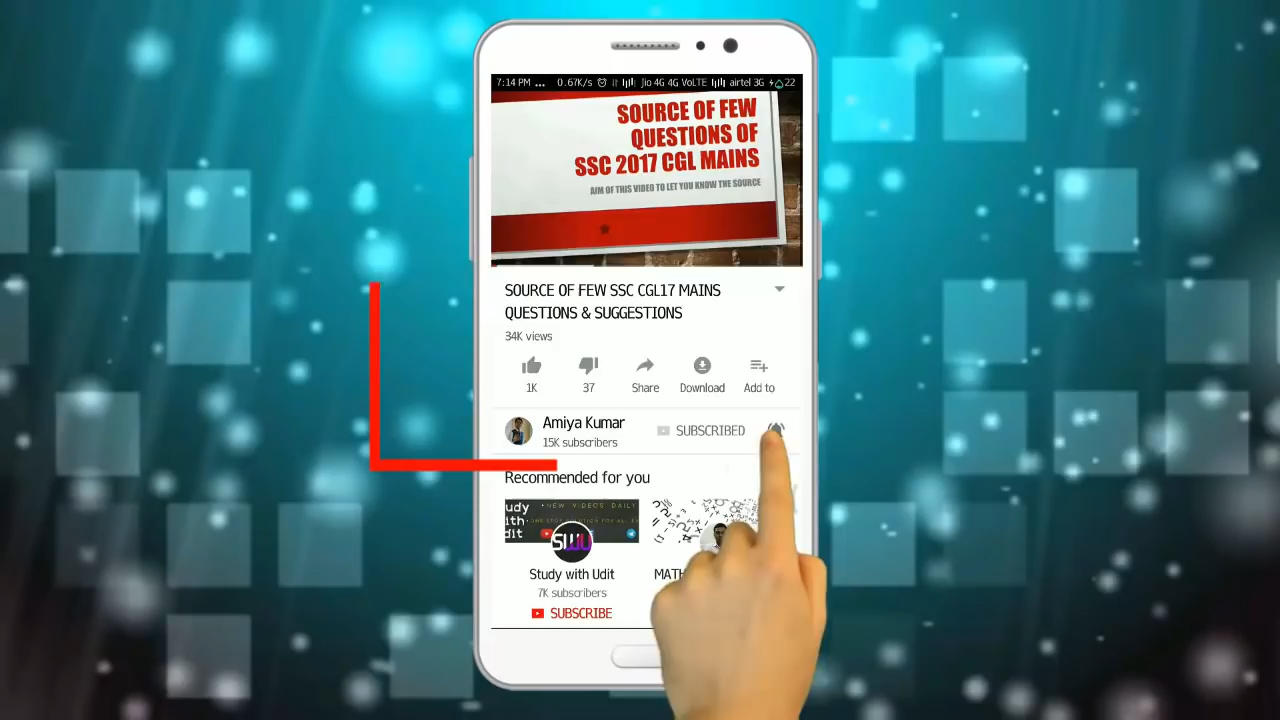 7:14 PM ... 0.67K/s Jio 4G 4G VoLTE airtel 3G 22
SOURCE OF FEW
QUESTIONS OF
SSC 2017 CGL MAINS
AIM OF THIS VIDEO TO LET YOU KNOW THE SOURCE
SOURCE OF FEW SSC CGL17 MAINS
QUESTIONS & SUGGESTIONS
34K views
1K 37 Share Download Add to
Amiya Kumar
15K subscribers
SUBSCRIBED
Recommended for you
NEW VIDEOS DAILY
SWU
Study with Udit
7K subscribers
SUBSCRIBE
MATH